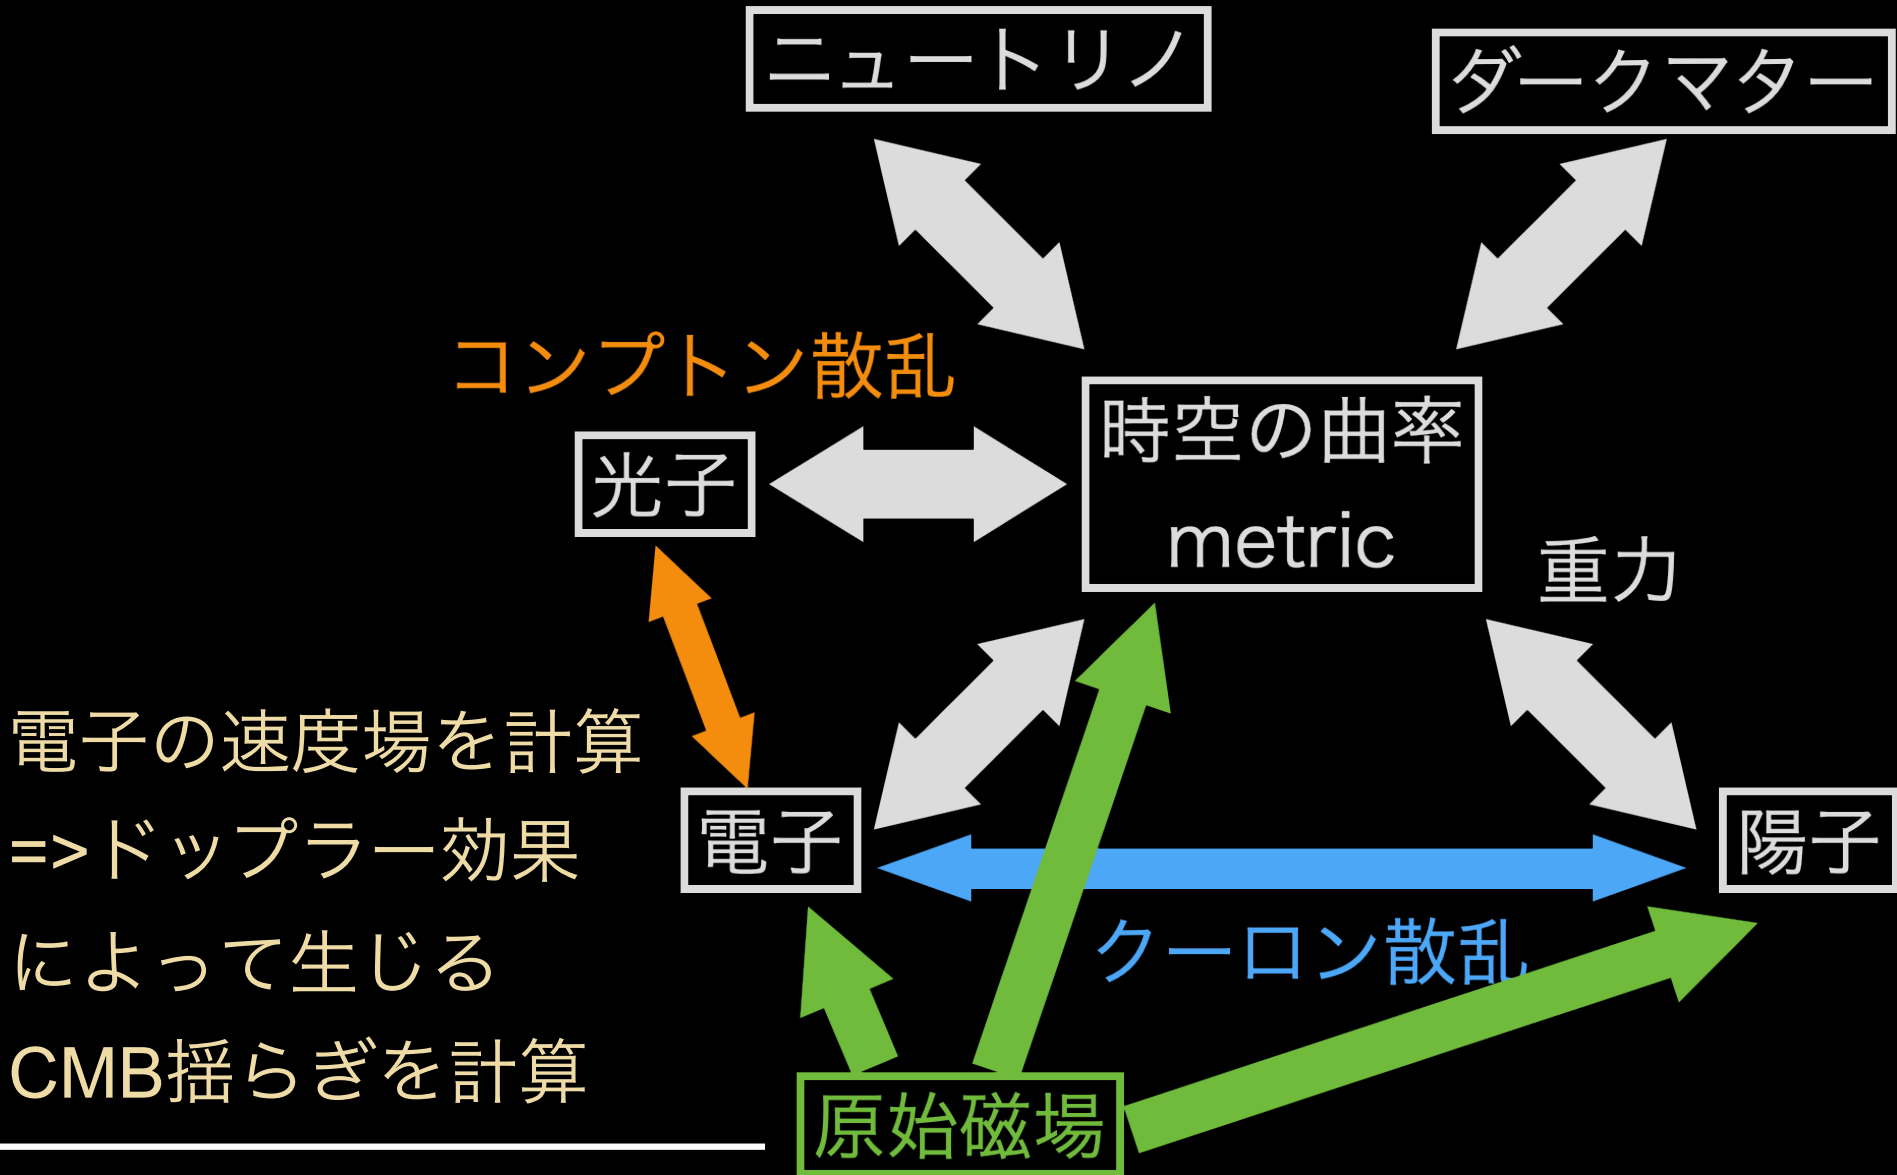 ニュートリノ
ダークマター
コンプトン散乱
光子
時空の曲率
metric
重力
電子の速度場を計算
=>ドップラー効果
によって生じる
CMB揺らぎを計算
電子
陽子
クーロン散乱
原始磁場